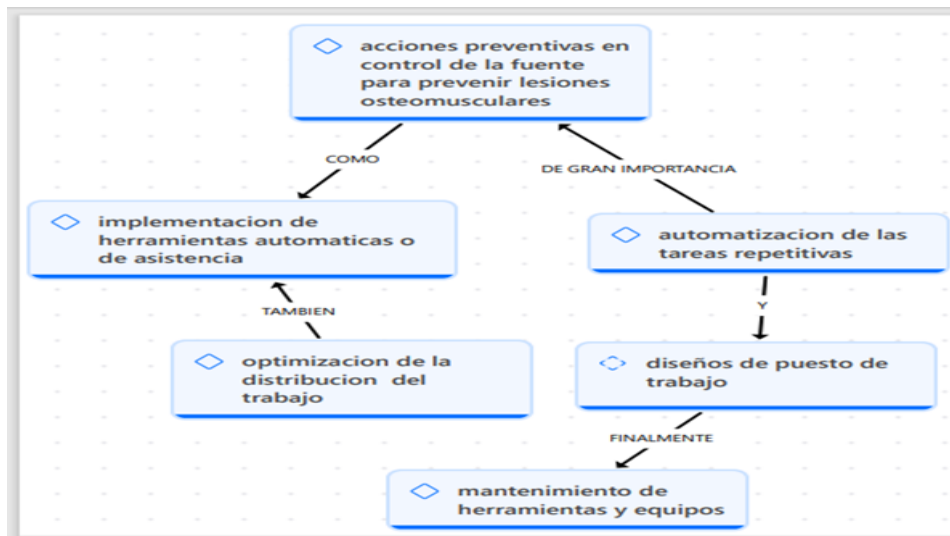 acciones preventivas en
control de la fuente
para prevenir lesiones
osteomusculares
COMO
DE GRAN IMPORTANCIA
implementacion de
herramientas automaticas o
de asistencia
automatizacion de las
tareas repetitivas
TAMBIEN
Y
optimizacion de la
distribucion del
trabajo
diseños de puesto de
trabajo
FINALMENTE
mantenimiento de
herramientas y equipos